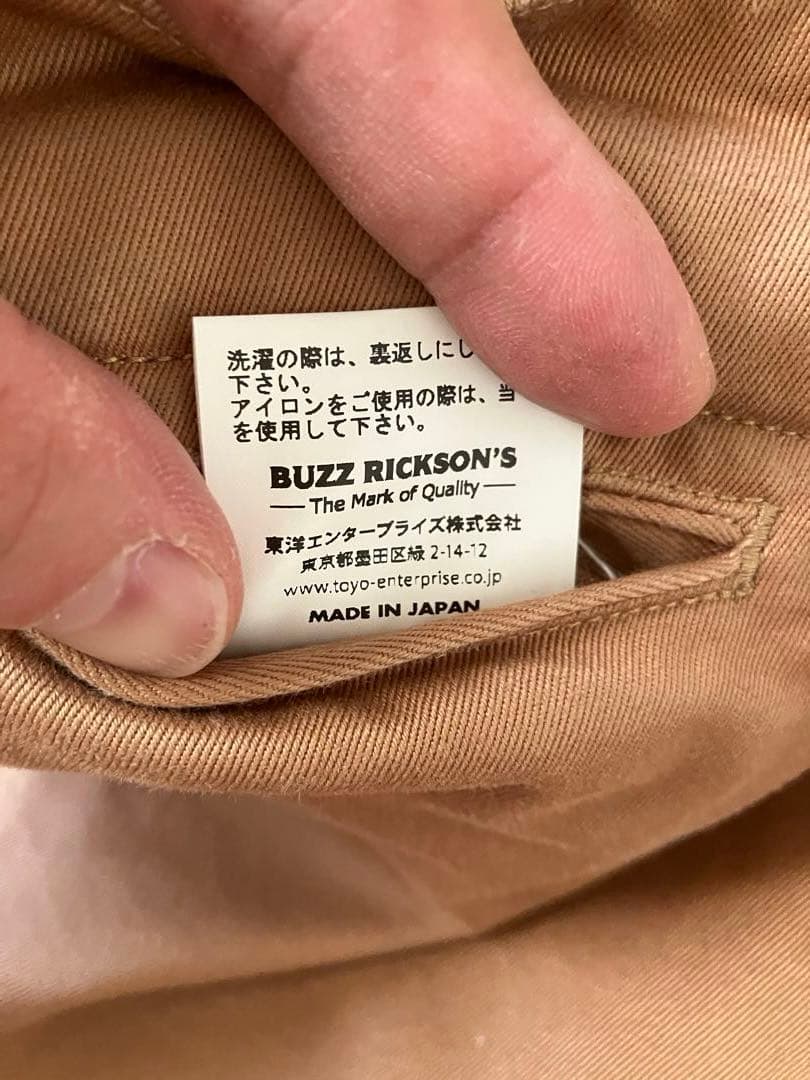 洗濯の際は、裏返しにし
下さい。
アイロンをご使用の際は、当
を使用して下さい。
BUZZ RICKSON'S
The Mark of Quality
東洋エンタープライズ株式会社
東京都墨田区緑 2-14-12
www.toyo-enterprise.co.jp
MADE IN JAPAN